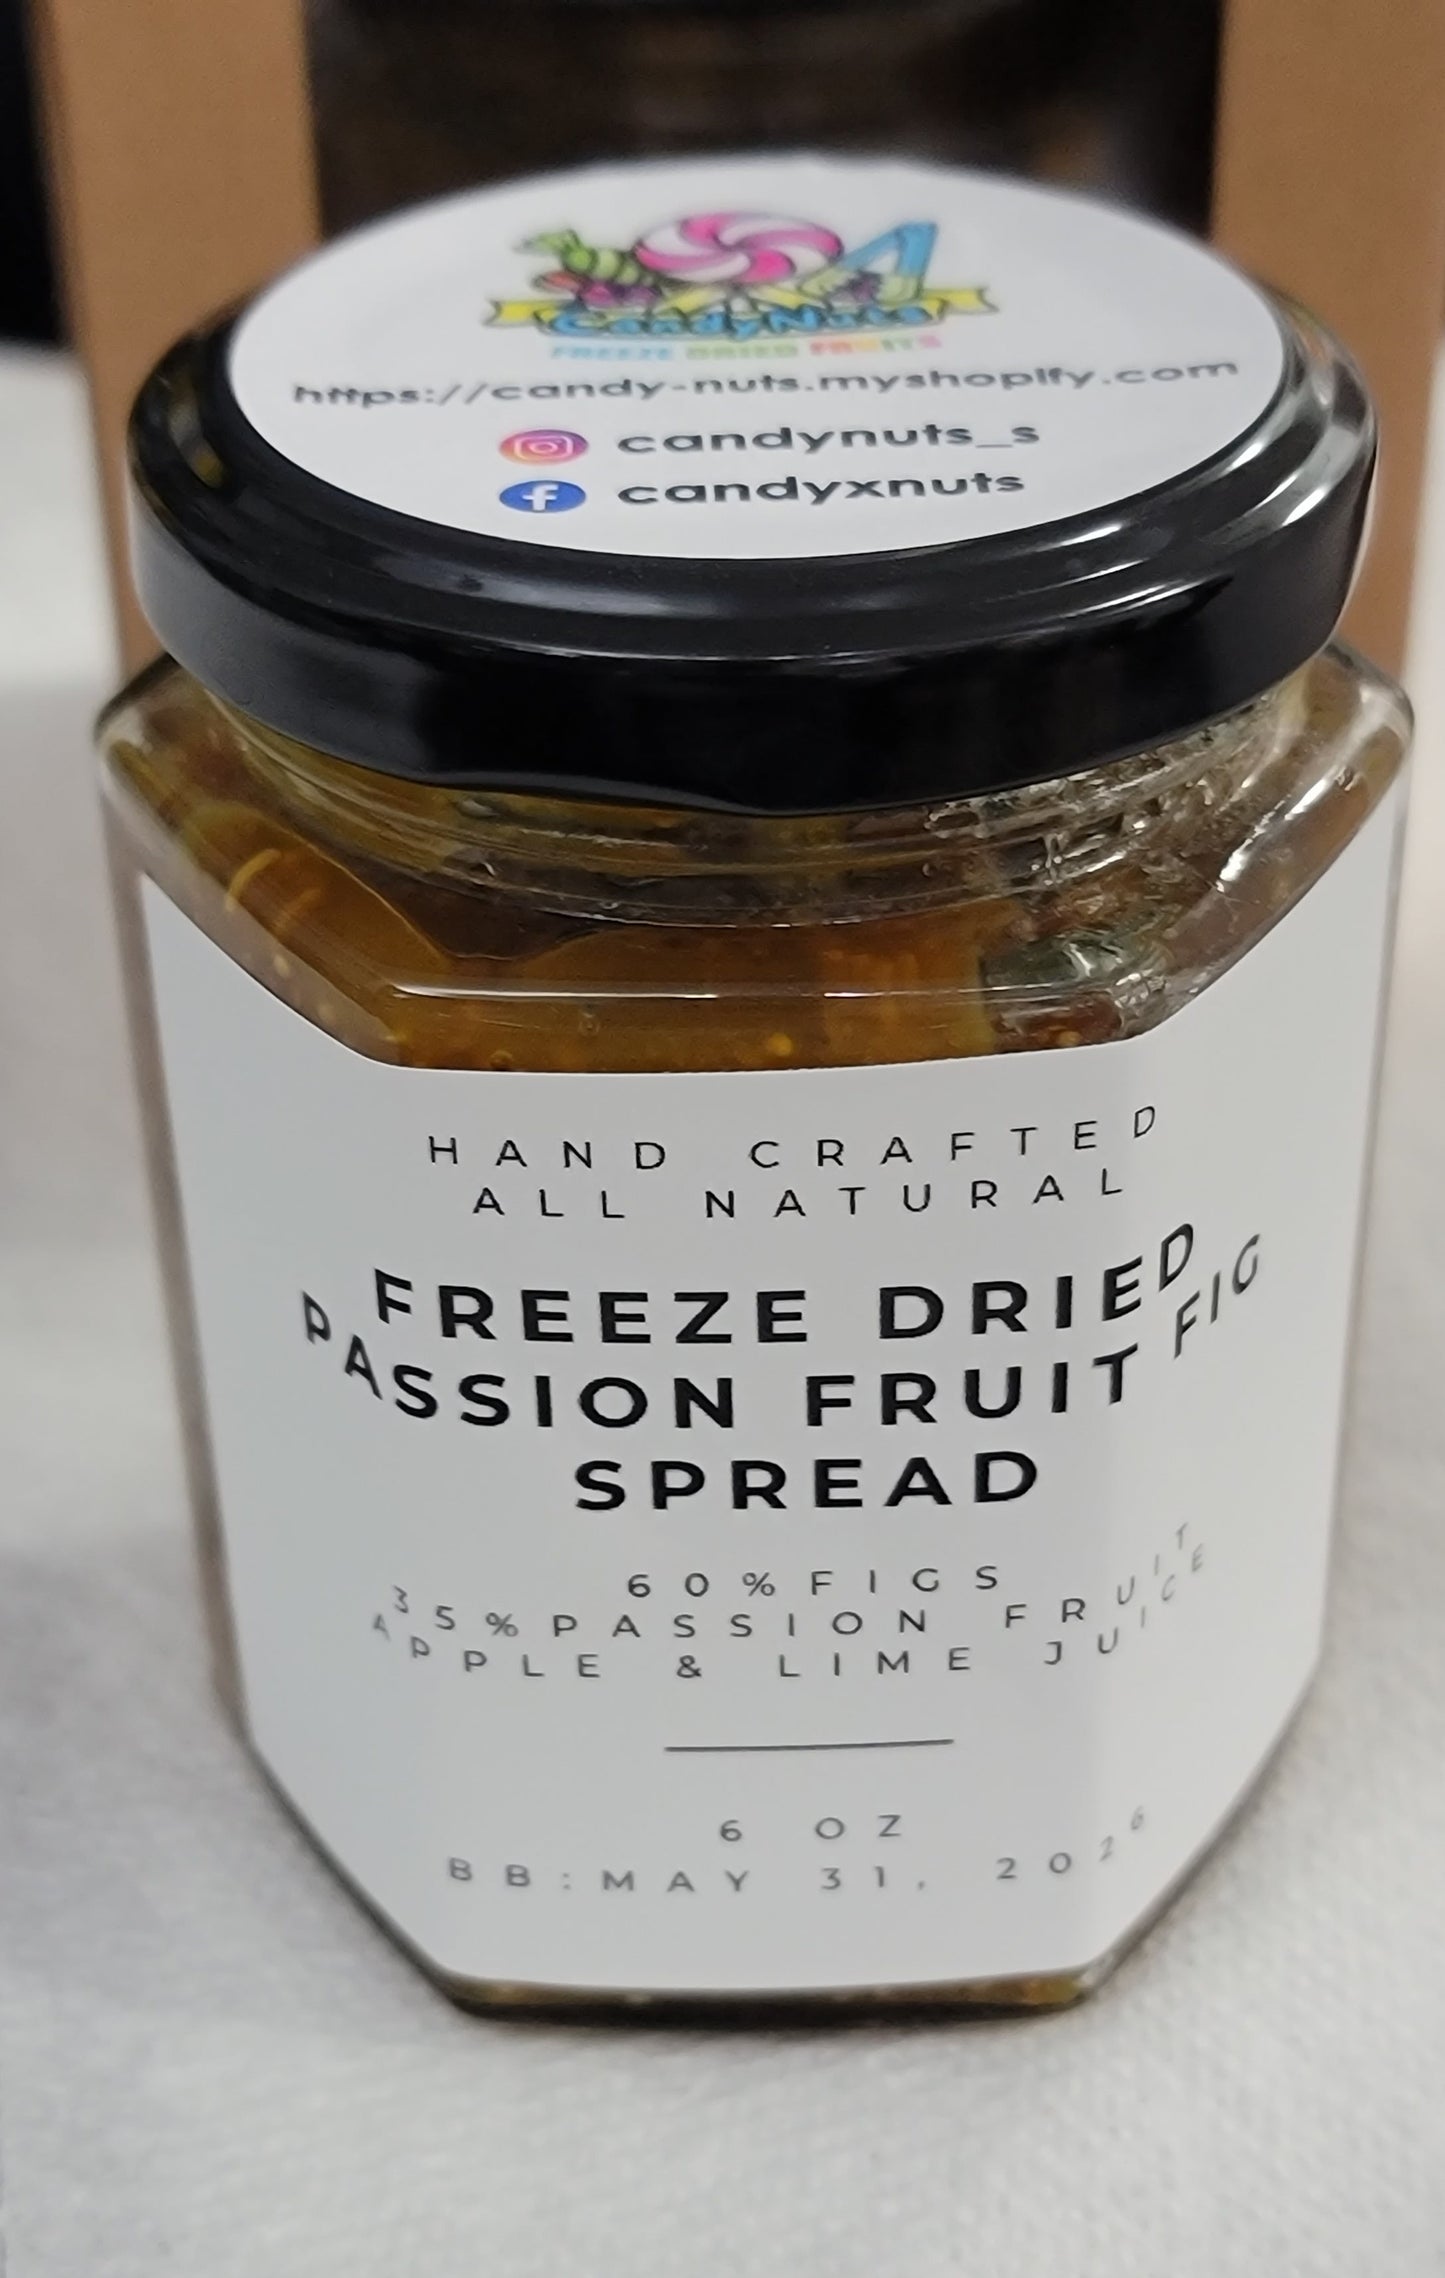 CandyNuts
FREEZE DRIED FRUITS
https://candy-nuts.myshopify.com
candynuts_s
candyxnuts
HAND CRAFTED
ALL NATURAL
FREEZE DRIED
PASSION FRUIT FIG
SPREAD
60%FIGS
35%PASSION FRUIT
APPLE & LIME JUICE
6 OZ
BB:MAY 31, 2026